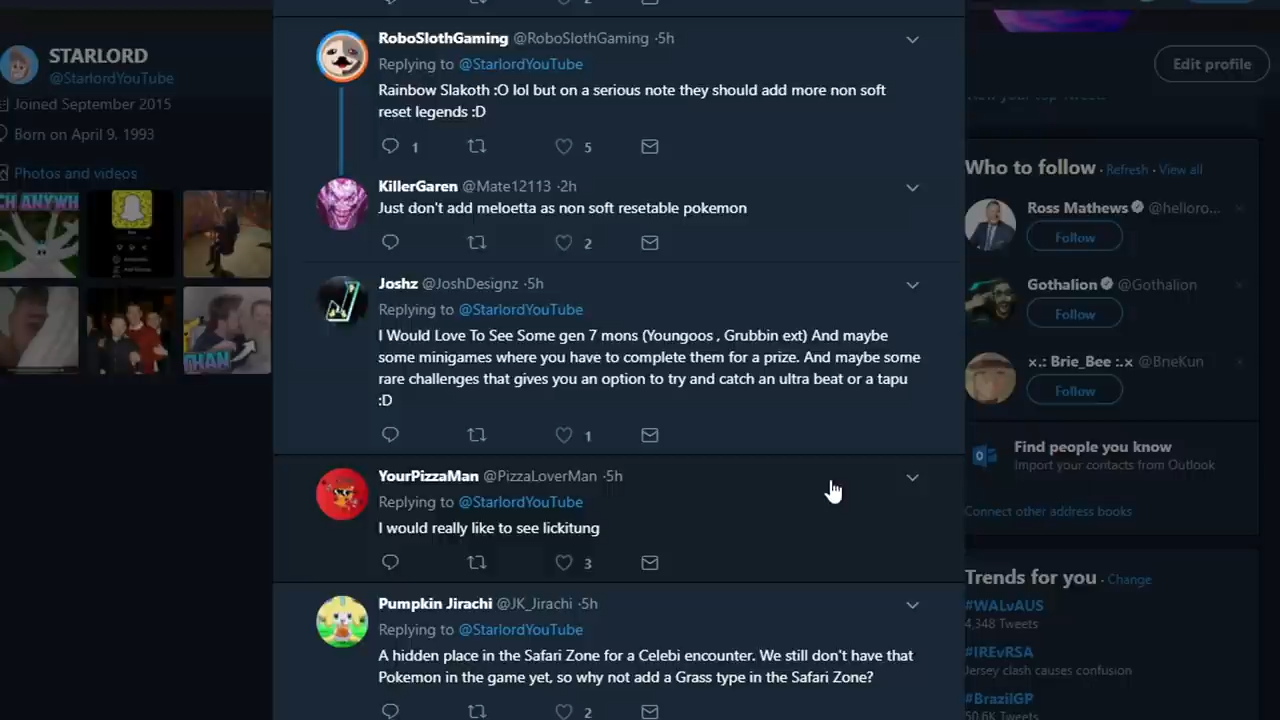 2
STARLORD
@StarlordYouTube
Joined September 2015
Born on April 9, 1993
Photos and videos
RoboSlothGaming @RoboSlothGaming ·5h
Replying to @StarlordYouTube
Rainbow Slakoth :O lol but on a serious note they should add more non soft
reset legends :D
1 5
KillerGaren @Mate12113 ·2h
Just don't add meloetta as non soft resetable pokemon
2
Joshz @JoshDesignz ·5h
Replying to @StarlordYouTube
I Would Love To See Some gen 7 mons (Youngoos , Grubbin ext) And maybe
some minigames where you have to complete them for a prize. And maybe some
rare challenges that gives you an option to try and catch an ultra beat or a tapu
:D
1
YourPizzaMan @PizzaLoverMan ·5h
Replying to @StarlordYouTube
I would really like to see lickitung
3
Pumpkin Jirachi @JK_Jirachi ·5h
Replying to @StarlordYouTube
A hidden place in the Safari Zone for a Celebi encounter. We still don't have that
Pokemon in the game yet, so why not add a Grass type in the Safari Zone?
2
Edit profile
Who to follow · Refresh · View all
Ross Mathews @helloro...
Follow
Gothalion @Gothalion
Follow
×.: Brie_Bee :.× @BneKun
Follow
Find people you know
Import your contacts from Outlook
Connect other address books
Trends for you · Change
#WALvAUS
4,348 Tweets
#IREvRSA
Jersey clash causes confusion
#BrazilGP
50.6K Tweets